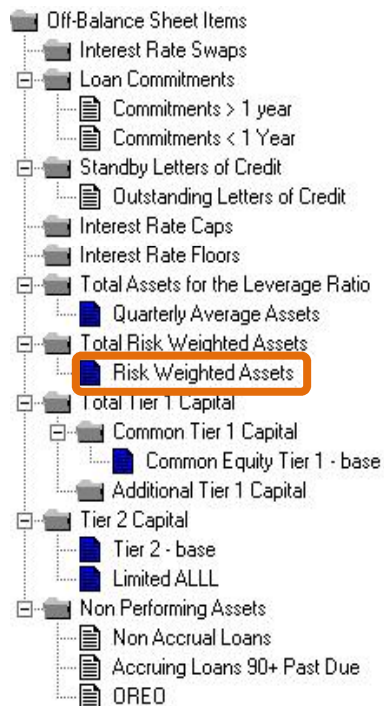 Off-Balance Sheet Items
Interest Rate Swaps
Loan Commitments
Commitments > 1 year
Commitments < 1 Year
Standby Letters of Credit
Outstanding Letters of Credit
Interest Rate Caps
Interest Rate Floors
Total Assets for the Leverage Ratio
Quarterly Average Assets
Total Risk Weighted Assets
Risk Weighted Assets
Total Tier 1 Capital
Common Tier 1 Capital
Common Equity Tier 1 - base
Additional Tier 1 Capital
Tier 2 Capital
Tier 2 - base
Limited ALLL
Non Performing Assets
Non Accrual Loans
Accruing Loans 90+ Past Due
OREO